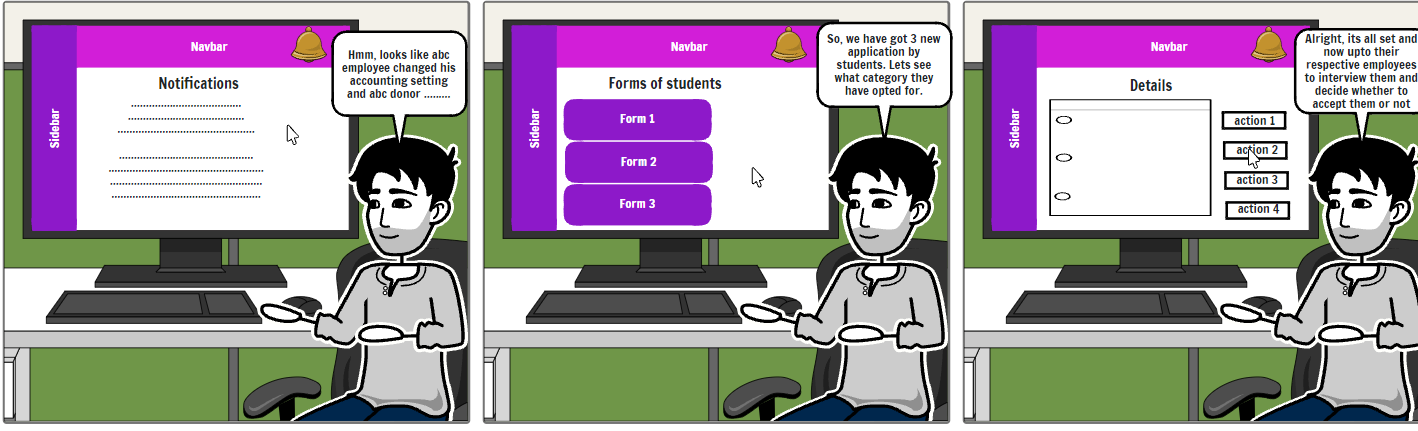 Navbar
Hmm, looks like abc
employee changed his
accounting setting
and abc donor .........
Notifications
Sidebar
Navbar
So, we have got 3 new
application by
students. Lets see
what category they
have opted for.
Forms of students
Form 1
Form 2
Form 3
Sidebar
Navbar
Alright, its all set and
now upto their
respective employees
to interview them and
decide whether to
accept them or not
Details
action 1
action 2
action 3
action 4
Sidebar